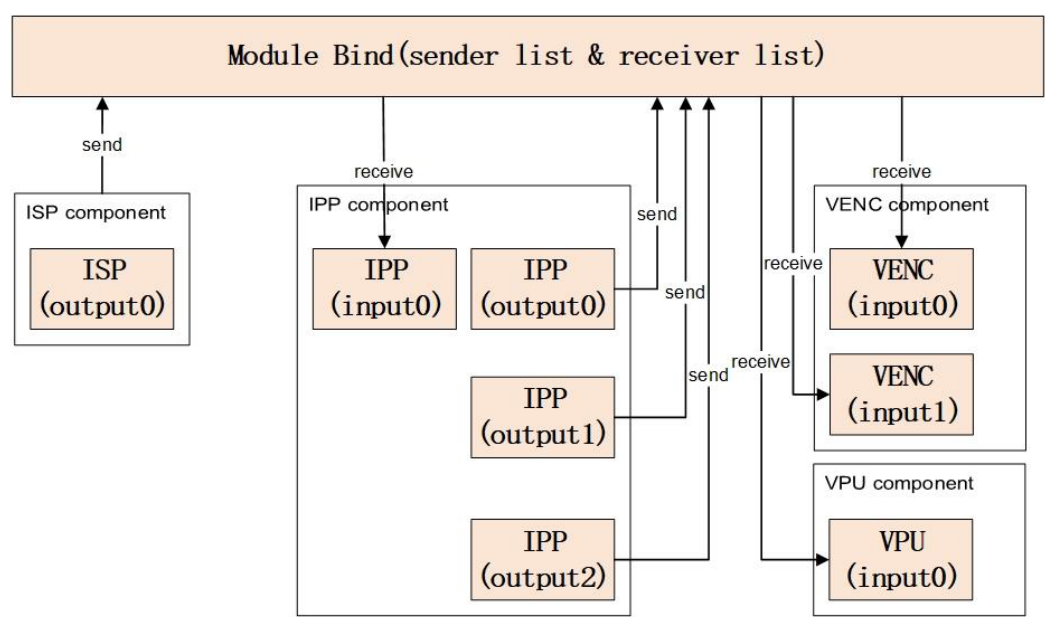 Module Bind(sender list & receiver list)
send
receive
receive
ISP component
ISP
(output0)
IPP component
IPP
(input0)
IPP
(output0)
send
IPP
(output1)
send
IPP
(output2)
send
VENC component
VENC
(input0)
receive
VENC
(input1)
receive
VPU component
VPU
(input0)